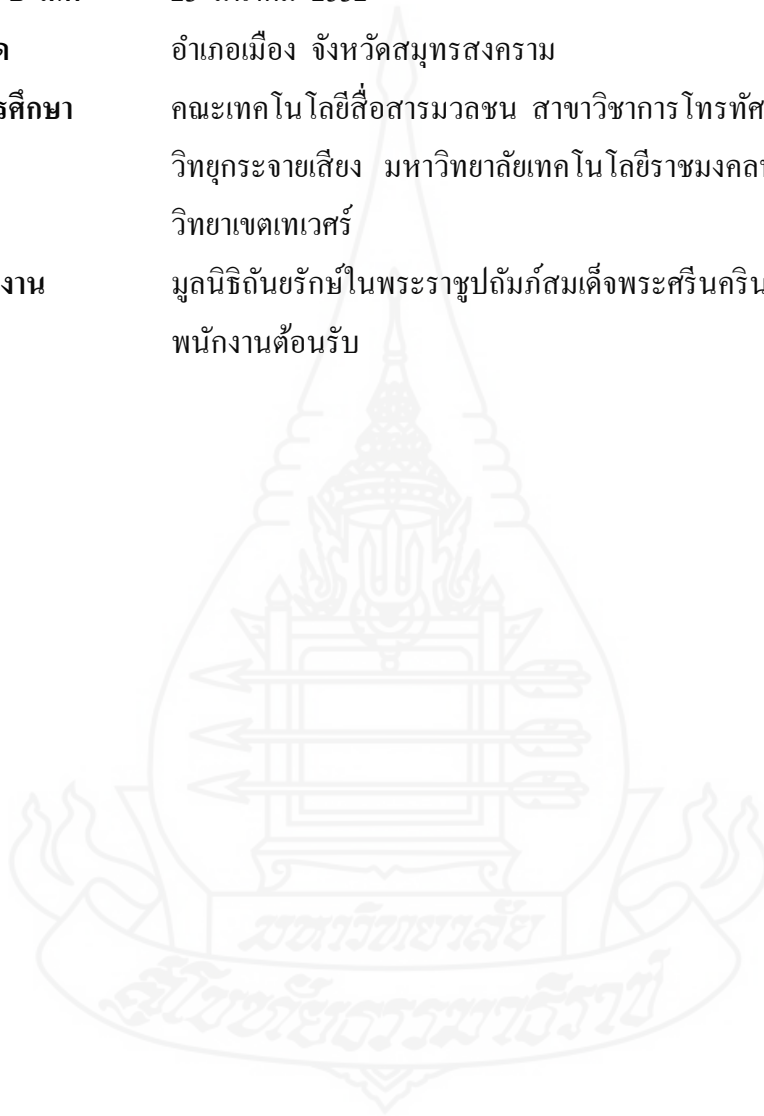 อำเภอเมือง จังหวัดสมุทรสงคราม
รศึกษา คณะเทคโนโลยีสื่อสารมวลชน สาขาวิชาการโทรทัศ
วิทยุกระจายเสียง มหาวิทยาลัยเทคโนโลยีราชมงคล
วิทยาเขตเทเวศร์
งาน มูลนิธิถันยรักษ์ในพระราชูปถัมภ์สมเด็จพระศรีนคริน
พนักงานต้อนรับ
มหาวิทยาลัย
สุโขทัยธรรมาธิราช